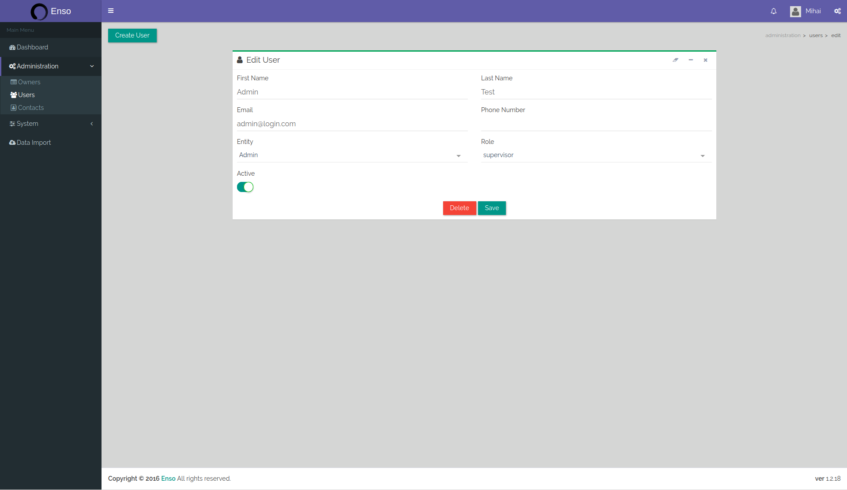 Enso
Mihai
Main Menu
Dashboard
Administration
Owners
Users
Contacts
System
Data Import
Create User
administration > users > edit
Edit User
First Name
Admin
Last Name
Test
Email
admin@login.com
Phone Number
Entity
Admin
Role
supervisor
Active
Delete
Save
Copyright © 2016 Enso All rights reserved.
ver 1.2.18